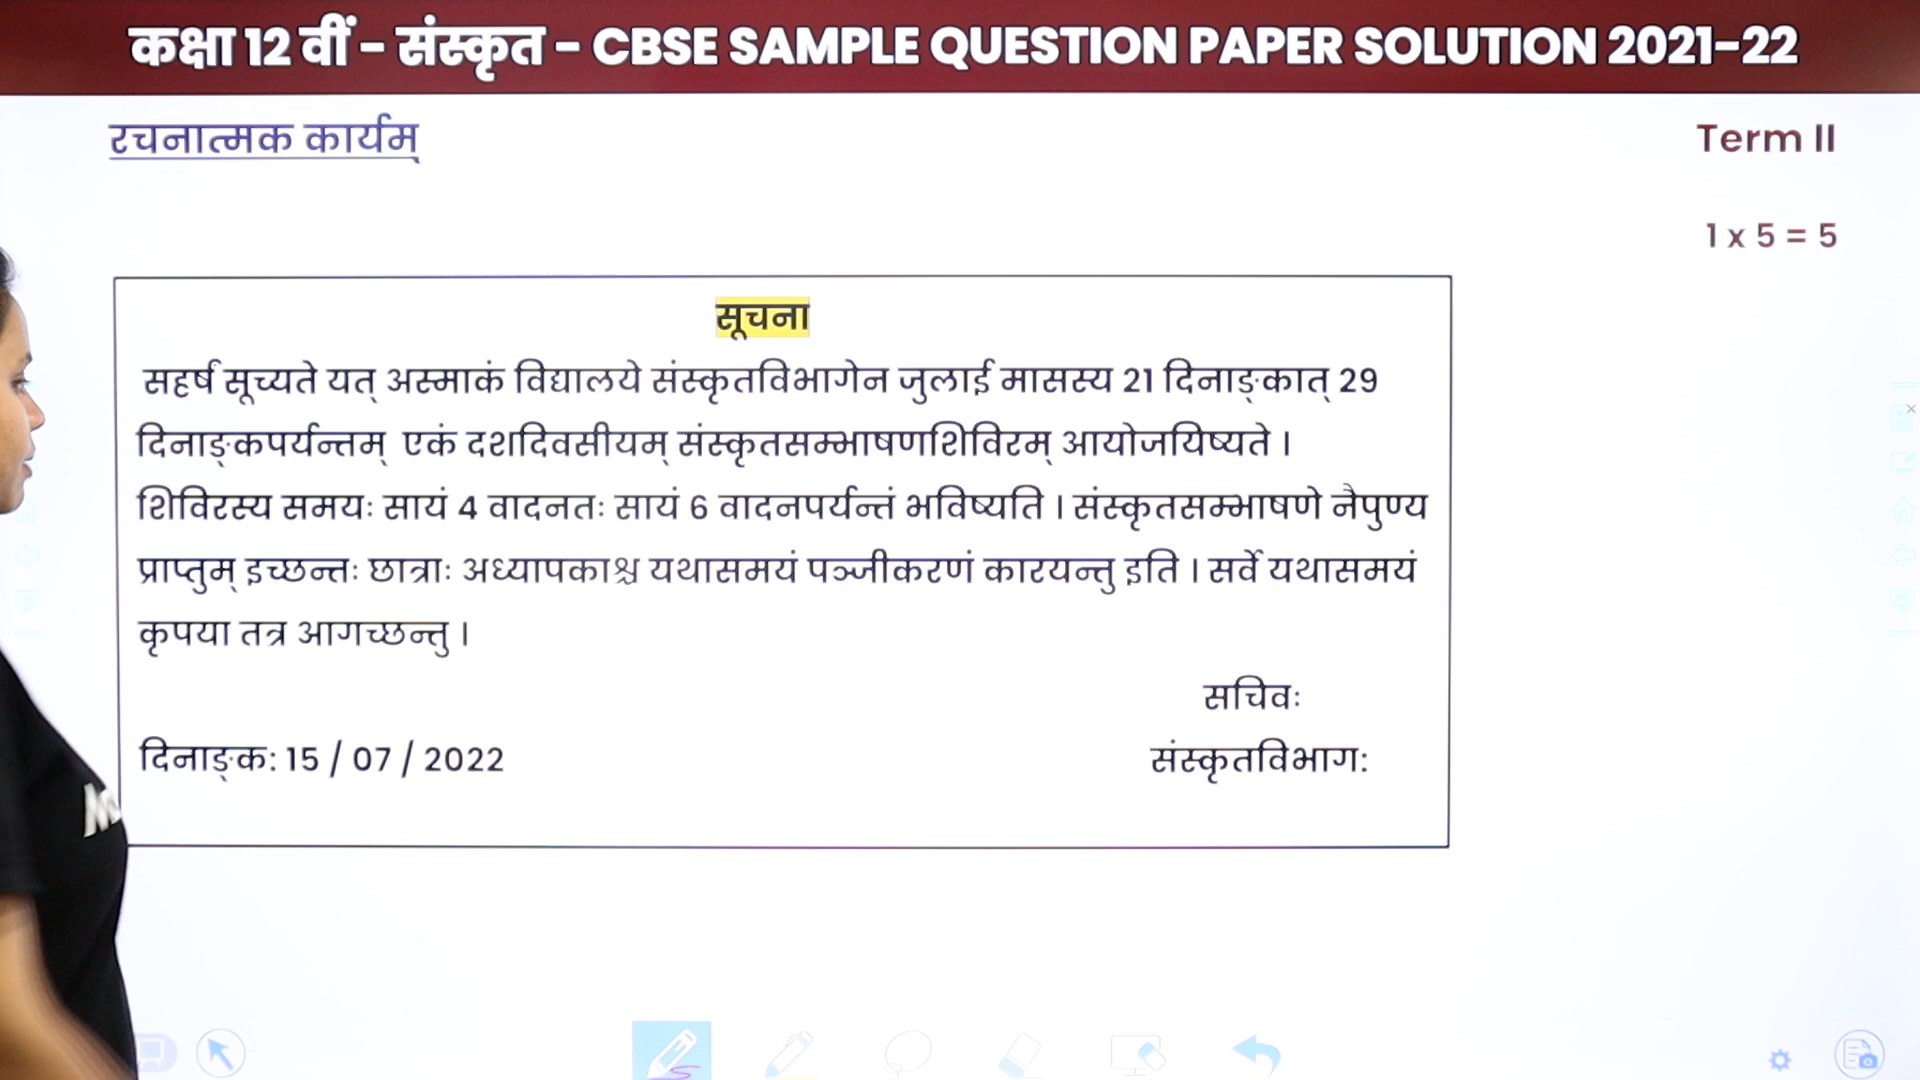 कक्षा 12 वीं – संस्कृत – CBSE SAMPLE QUESTION PAPER SOLUTION 2021-22
रचनात्मक कार्यम्
Term II
1 x 5 = 5
सूचना
सहर्ष सूच्यते यत् अस्माकं विद्यालये संस्कृतविभागेन जुलाई मासस्य 21 दिनाङ्कात् 29
दिनाङ्कपर्यन्तम् एकं दशदिवसीयम् संस्कृतसम्भाषणशिविरम् आयोजयिष्यते ।
शिविरस्य समयः सायं 4 वादनतः सायं 6 वादनपर्यन्तं भविष्यति । संस्कृतसम्भाषणे नैपुण्य
प्राप्तुम् इच्छन्तः छात्राः अध्यापकाश्च यथासमयं पञ्जीकरणं कारयन्तु इति । सर्वे यथासमयं
कृपया तत्र आगच्छन्तु ।
सचिवः
दिनाङ्क: 15 / 07 / 2022
संस्कृतविभाग: